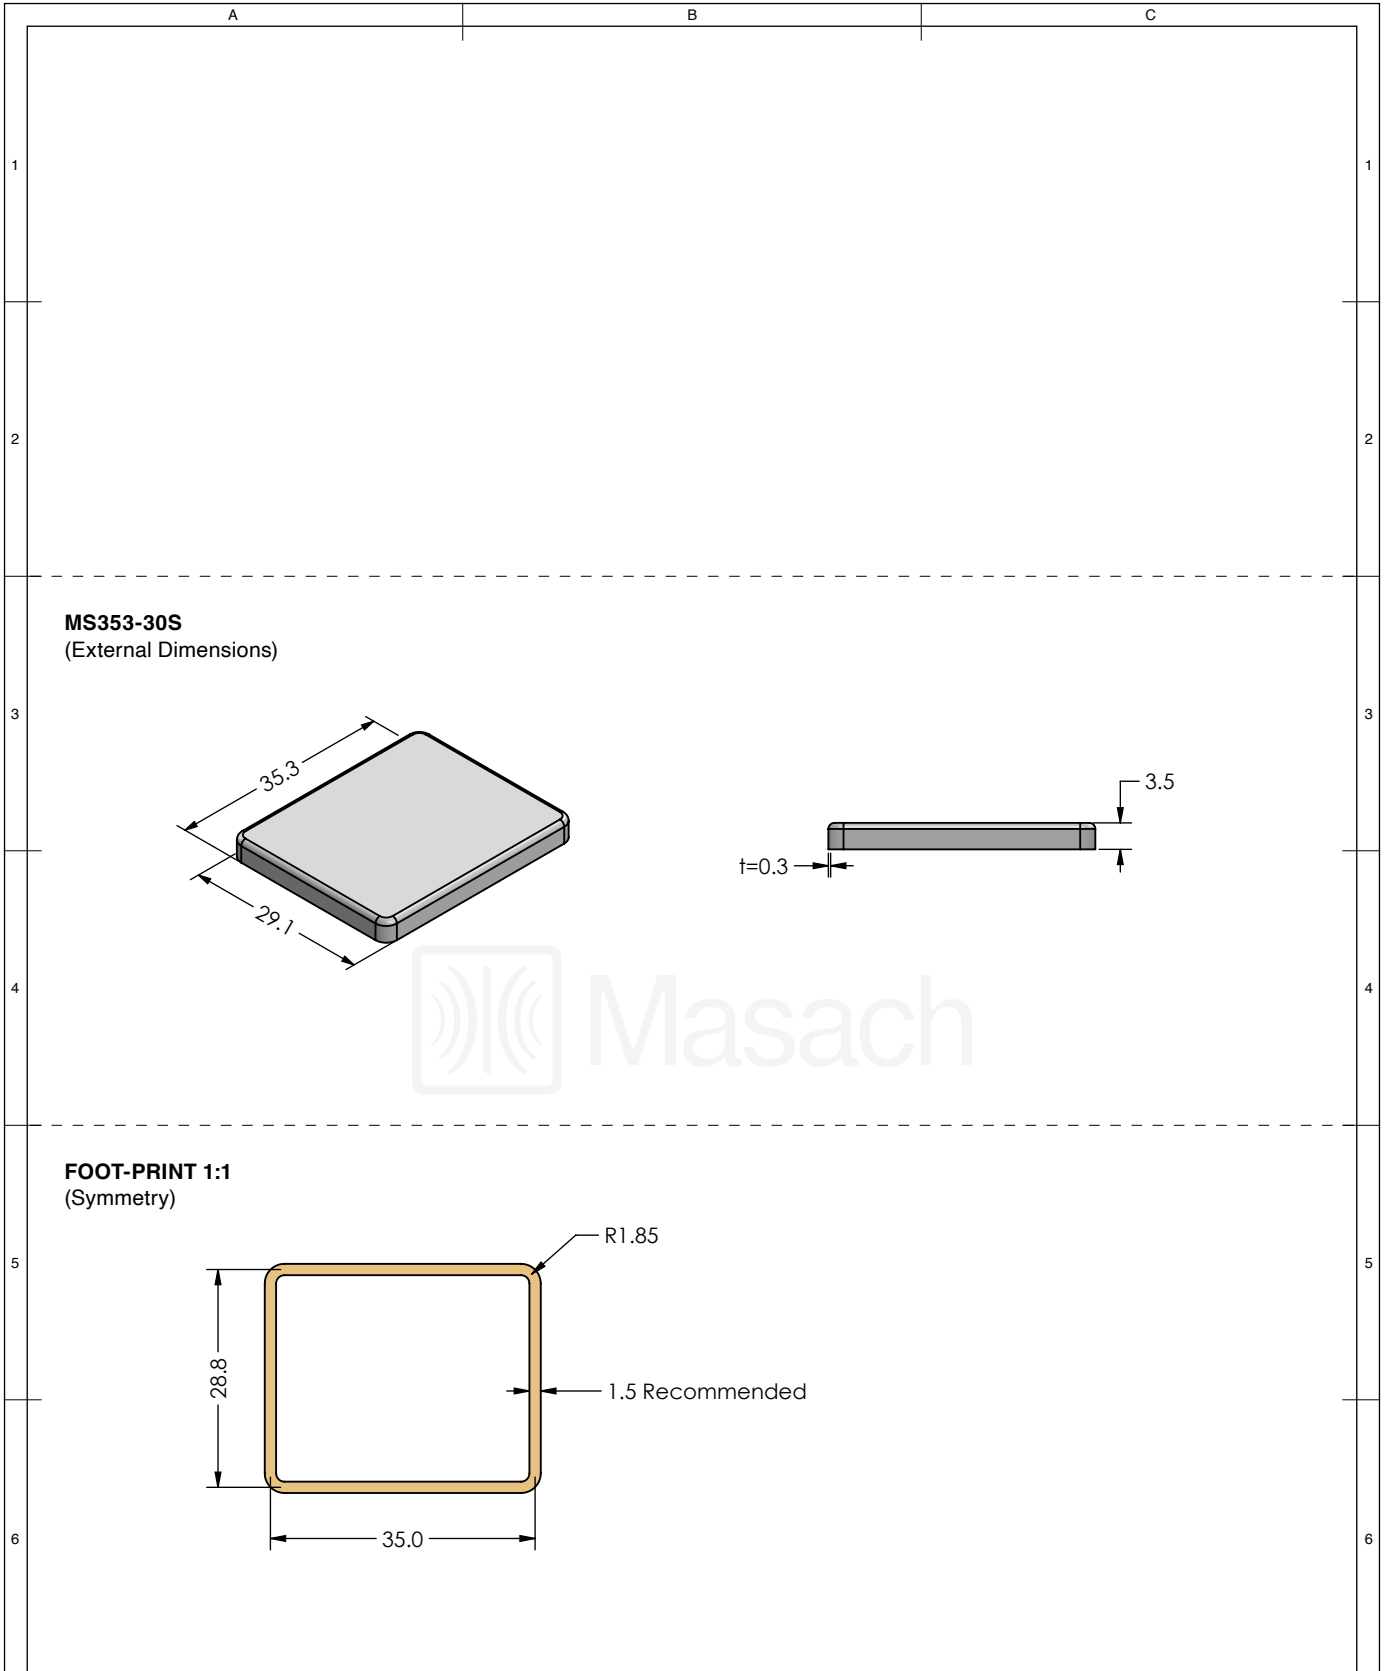 A B C
1 1
2 2
MS353-30S
(External Dimensions)
3 3
35.3
3.5
t=0.3
29.1
4 4
Masach
FOOT-PRINT 1:1
(Symmetry)
R1.85
5 5
28.8
1.5 Recommended
35.0
6 6